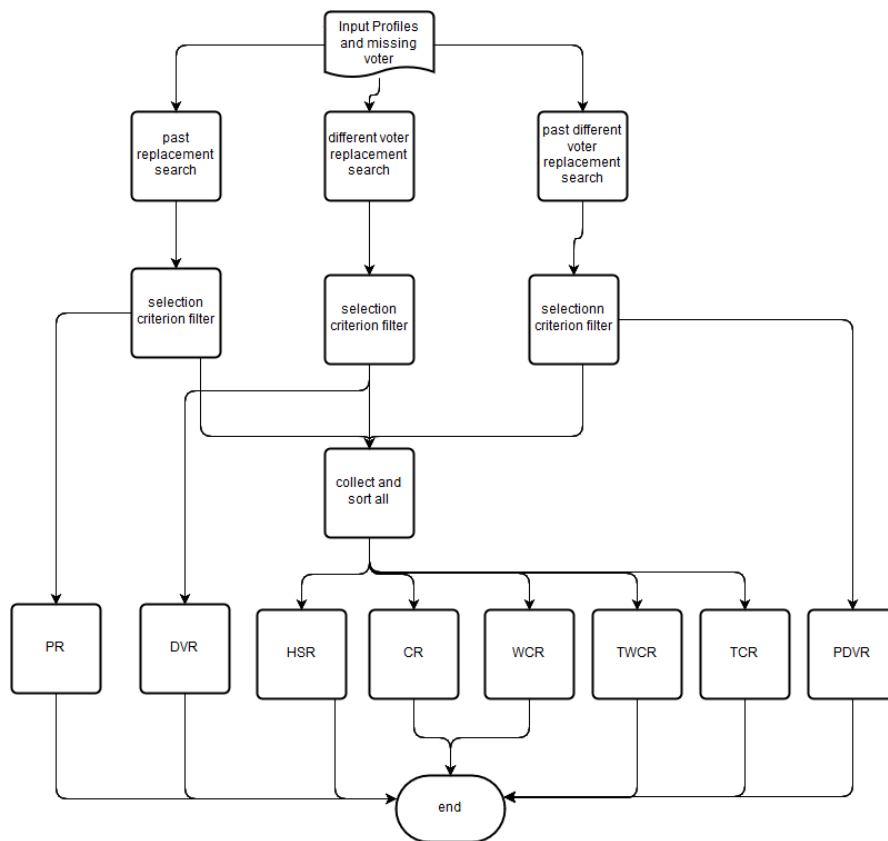 Input Profiles
and missing
voter
past
replacement
search
different voter
replacement
search
past different
voter
replacement
search
selection
criterion filter
selection
criterion filter
selectionn
criterion filter
collect and
sort all
PR
DVR
HSR
CR
WCR
TWCR
TCR
PDVR
end